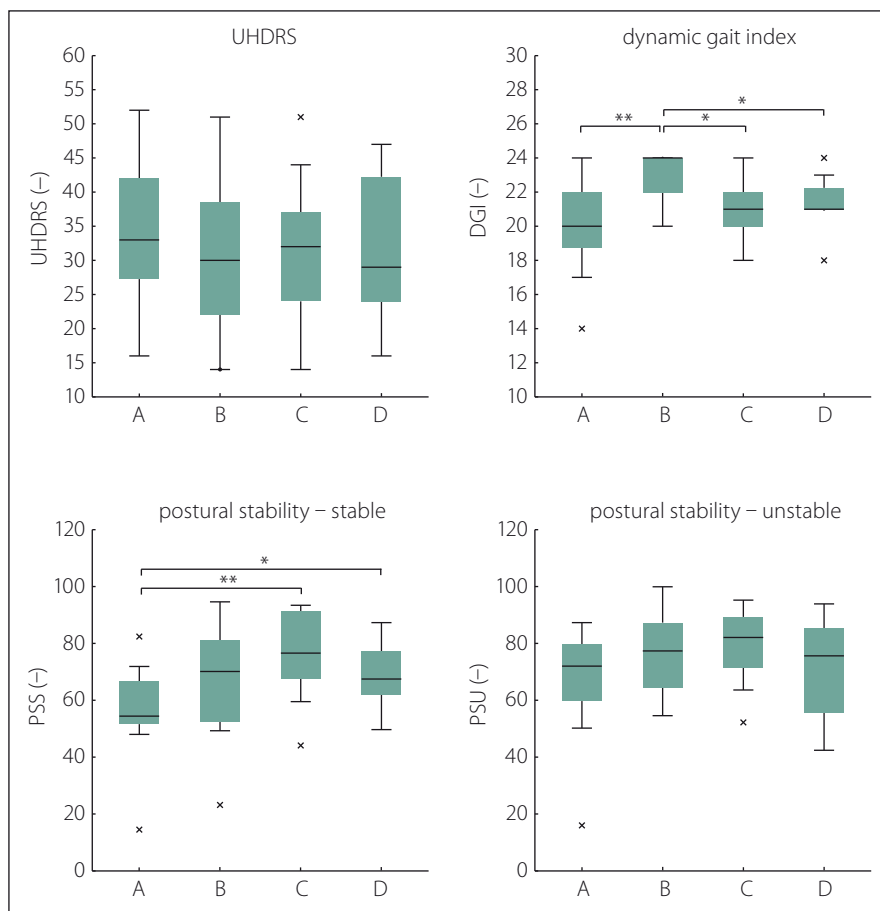 UHDRS
UHDRS (–)
60
55
50
45
40
35
30
25
20
15
10
A B C D
dynamic gait index
DGI (–)
30
28
26
24
22
20
18
16
14
12
10
** * *
A B C D
postural stability – stable
PSS (–)
120
100
80
60
40
20
0
*
**
A B C D
postural stability – unstable
PSU (–)
120
100
80
60
40
20
0
A B C D